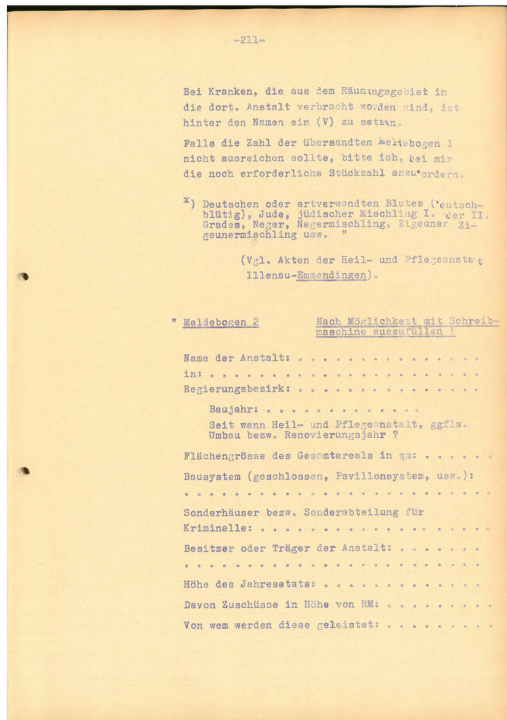 -211-
Bei Kranken, die aus dem Räumungsgebiet in
die dort. Anstalt verbracht worden sind, ist
hinter den Namen ein (V) zu setzen.
Falls die Zahl der übersandten Meldebogen 1
nicht ausreichen sollte, bitte ich, bei mir
die noch erforderliche Stückzahl anzufordern.
x) Deutschen oder artverwandten Blutes (deutsch-
blütig), Jude, jüdischer Mischling I. oder II.
Grades, Neger, Negermischling, Zigeuner Zi-
geunermischling usw. "
(Vgl. Akten der Heil- und Pflegeanstalt
Illenau-Emmendingen).
" Meldebogen 2 Nach Möglichkeit mit Schreib-
maschine auszufüllen !
Name der Anstalt: . . . . . . . . . . . . . . . .
in: . . . . . . . . . . . . . . . . . . . . . . .
Regierungsbezirk: . . . . . . . . . . . . . . . .
Baujahr: . . . . . . . . . . . . .
Seit wann Heil- und Pflegeanstalt, ggfls.
Umbau bezw. Renovierungsjahr ?
Flächengrösse des Gesamtareals in qu: . . . . . .
Bausystem (geschlossen, Pavillonsystem, usw.):
. . . . . . . . . . . . . . . . . . . . . . . . .
Sonderhäuser bezw. Sonderabteilung für
Kriminelle: . . . . . . . . . . . . . . . . . . .
Besitzer oder Träger der Anstalt: . . . . . . . .
. . . . . . . . . . . . . . . . . . . . . . . . .
Höhe des Jahresetats: . . . . . . . . . . . . . .
Davon Zuschüsse in Höhe von RM: . . . . . . . . .
Von wem werden diese geleistet: . . . . . . . . .